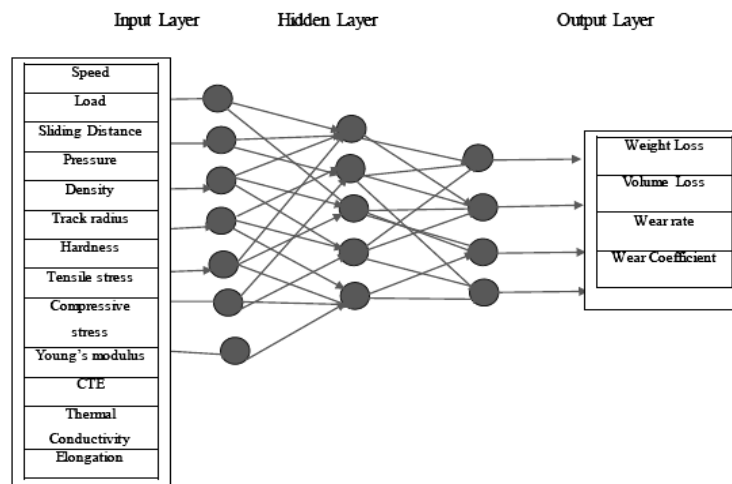 Input Layer Hidden Layer Output Layer
Speed
Load
Sliding Distance
Pressure
Density
Track radius
Hardness
Tensile stress
Compressive
stress
Young's modulus
CTE
Thermal
Conductivity
Elongation
Weight Loss
Volume Loss
Wear rate
Wear Coefficient